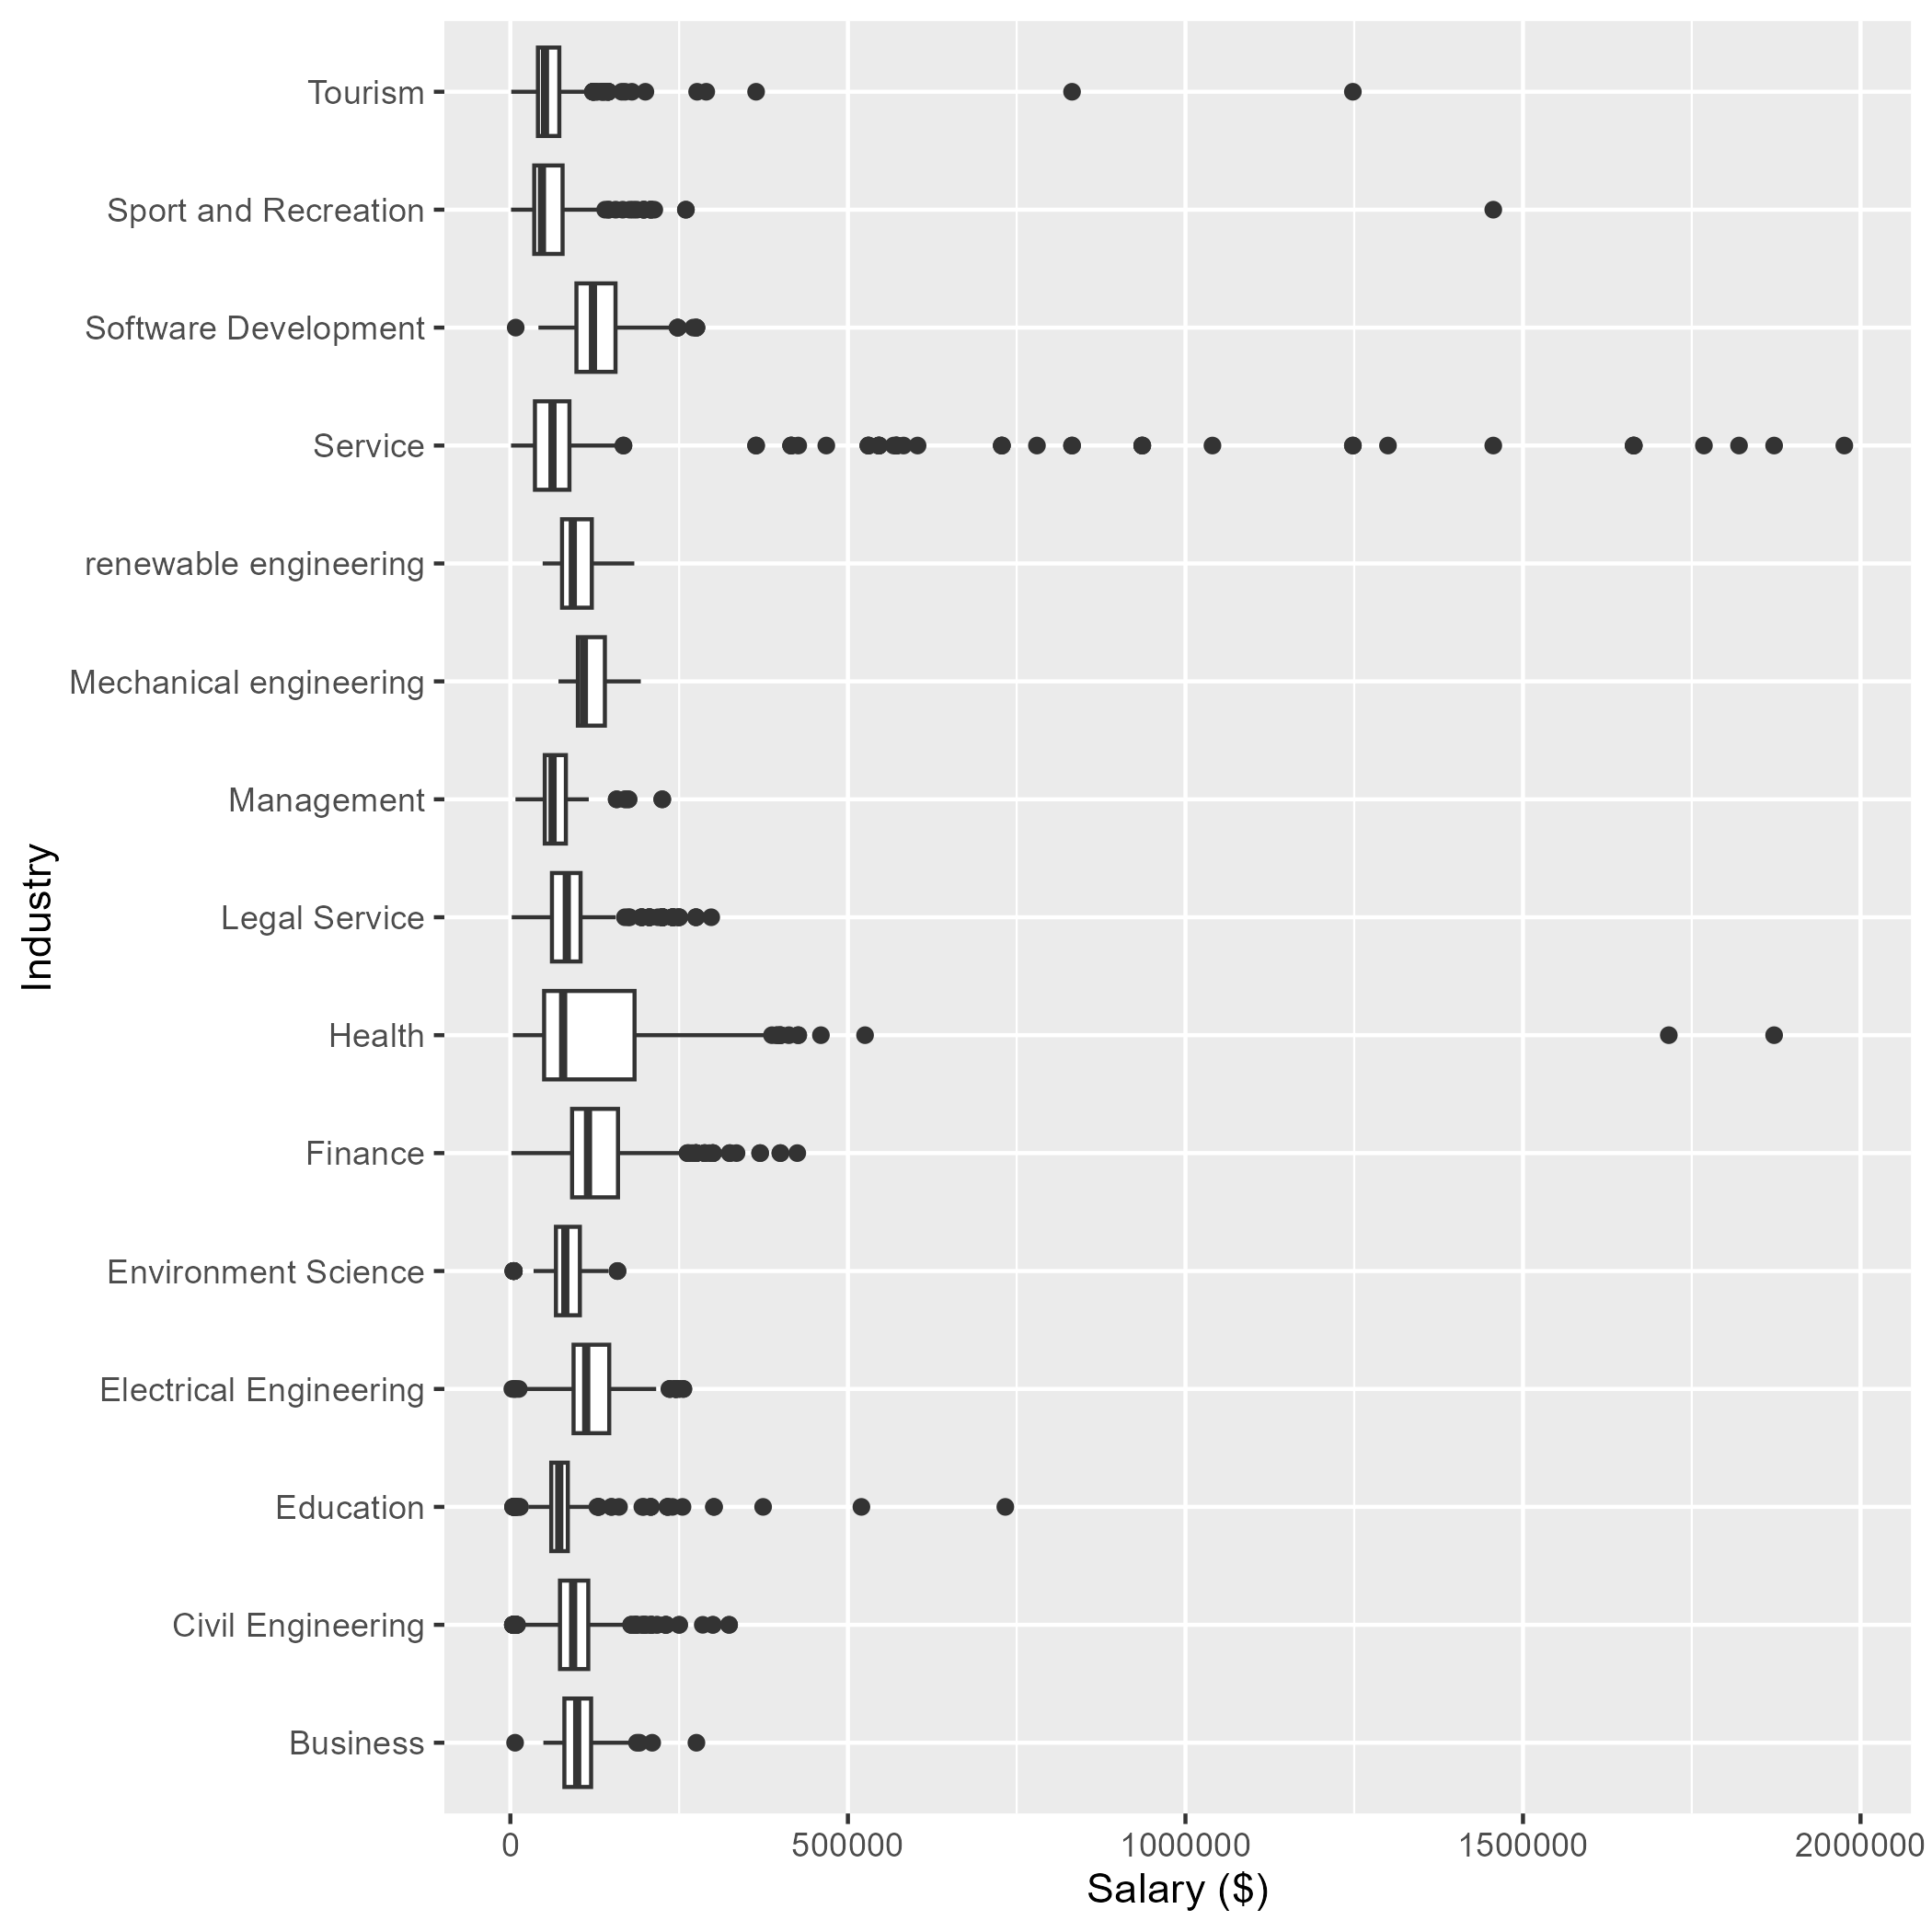 Tourism
Sport and Recreation
Software Development
Service
renewable engineering
Mechanical engineering
Management
Legal Service
Health
Finance
Environment Science
Electrical Engineering
Education
Civil Engineering
Business
Industry
0 500000 1000000 1500000 2000000
Salary ($)